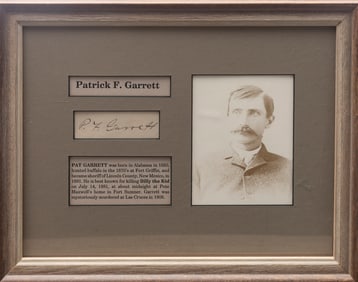 Patrick F. Garrett
P. F. Garrett
PAT GARRETT was born in Alabama in 1850,
hunted buffalo in the 1870's at Fort Griffin, and
became sheriff of Lincoln County, New Mexico, in
1880. He is best known for killing Billy the Kid
on July 14, 1881, at about midnight at Pete
Maxwell's home in Fort Sumner. Garrett was
mysteriously murdered at Las Cruces in 1908.